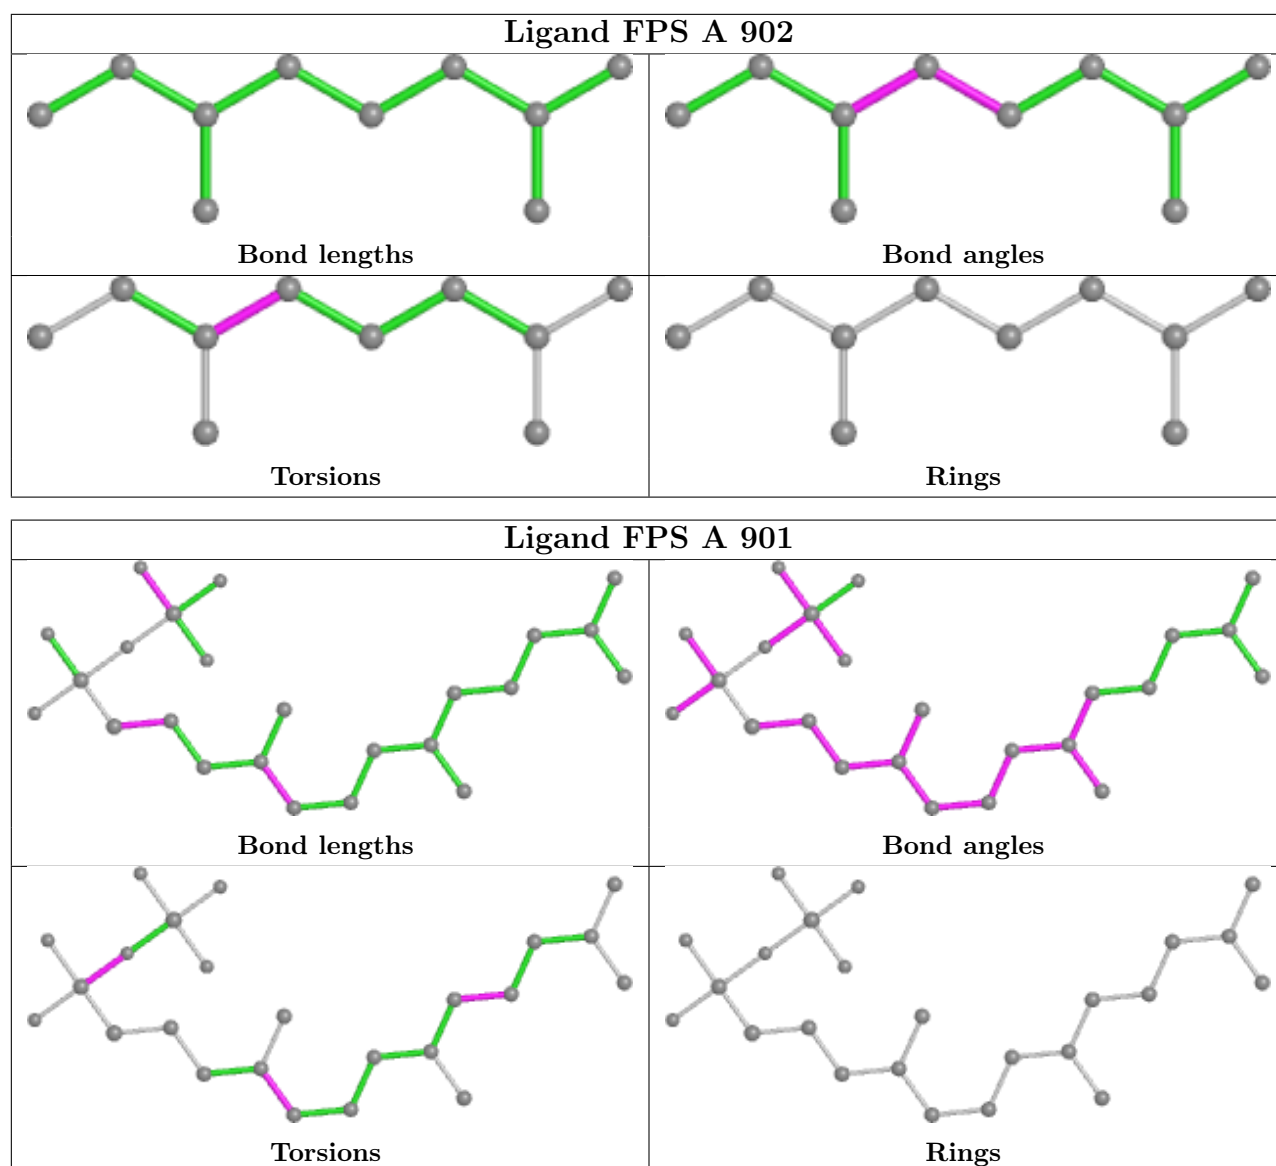 Ligand FPS A 902
Bond lengths
Bond angles
Torsions
Rings
Ligand FPS A 901
Bond lengths
Bond angles
Torsions
Rings